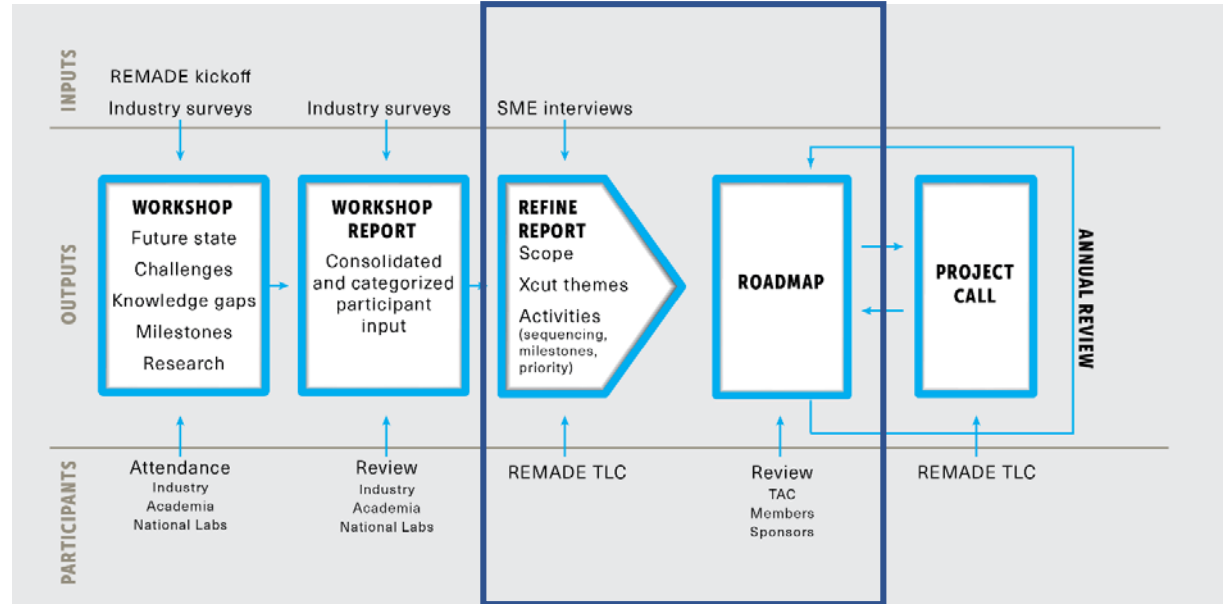 INPUTS
REMADE kickoff
Industry surveys
Industry surveys
SME interviews
OUTPUTS
WORKSHOP
Future state
Challenges
Knowledge gaps
Milestones
Research
WORKSHOP
REPORT
Consolidated
and categorized
participant
input
REFINE
REPORT
Scope
Xcut themes
Activities
(sequencing,
milestones,
priority)
ROADMAP
PROJECT
CALL
ANNUAL REVIEW
PARTICIPANTS
Attendance
Industry
Academia
National Labs
Review
Industry
Academia
National Labs
REMADE TLC
Review
TAC
Members
Sponsors
REMADE TLC